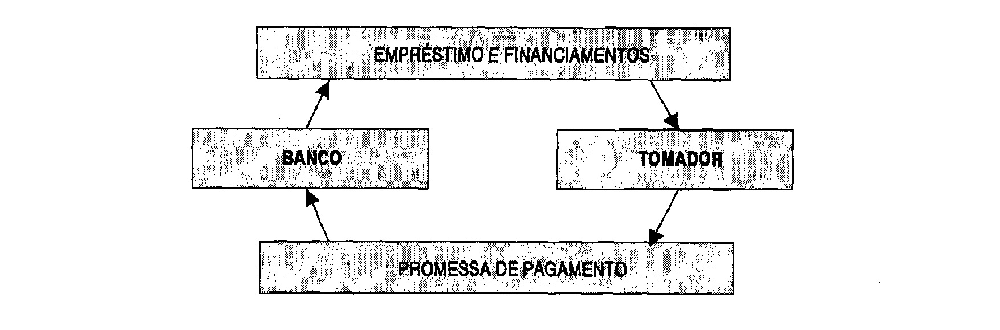 EMPRÉSTIMO E FINANCIAMENTOS
BANCO
TOMADOR
PROMESSA DE PAGAMENTO